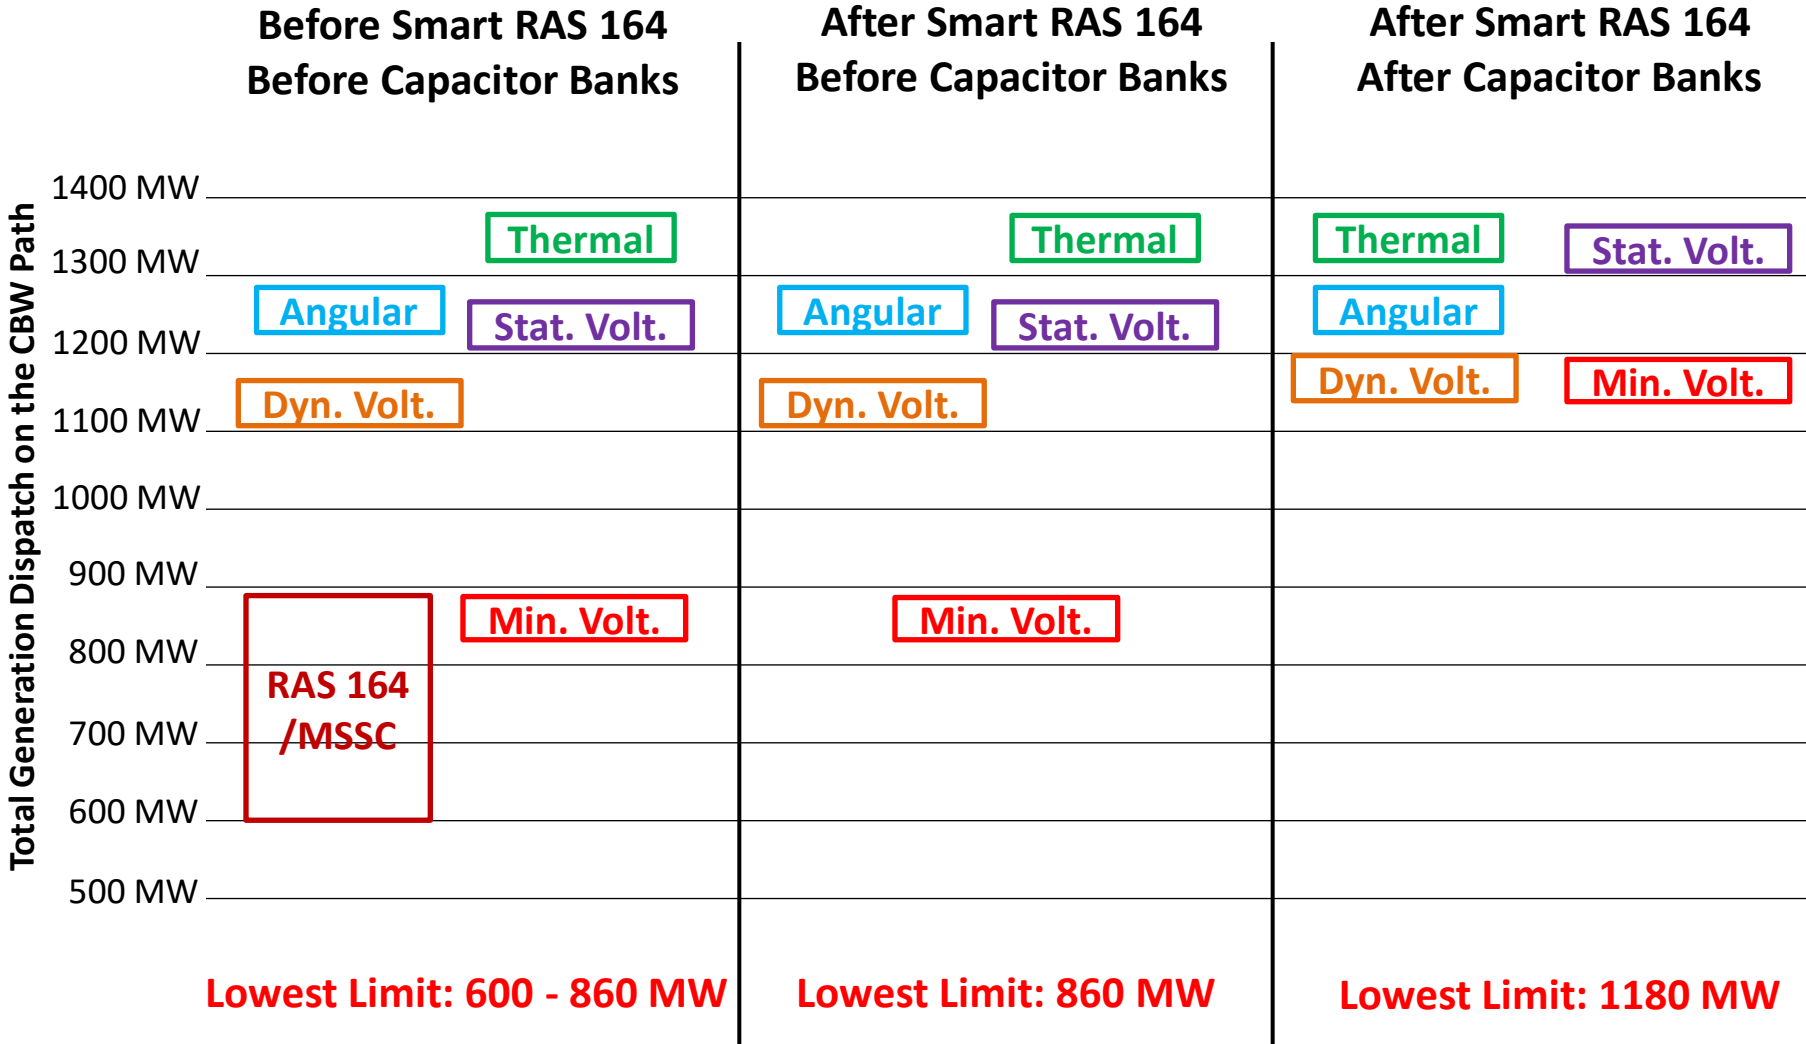 Before Smart RAS 164
Before Capacitor Banks
After Smart RAS 164
Before Capacitor Banks
After Smart RAS 164
After Capacitor Banks
Total Generation Dispatch on the CBW Path
1400 MW
1300 MW
1200 MW
1100 MW
1000 MW
900 MW
800 MW
700 MW
600 MW
500 MW
Thermal
Angular
Stat. Volt.
Dyn. Volt.
Min. Volt.
RAS 164
/MSSC
Lowest Limit: 600 - 860 MW
Thermal
Angular
Stat. Volt.
Dyn. Volt.
Min. Volt.
Lowest Limit: 860 MW
Thermal
Stat. Volt.
Angular
Dyn. Volt.
Min. Volt.
Lowest Limit: 1180 MW